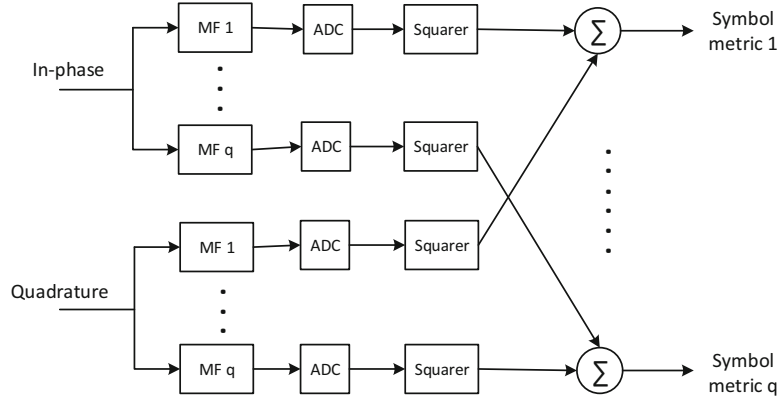 MF 1
ADC
Squarer
∑
Symbol
metric 1
In-phase
MF q
ADC
Squarer
MF 1
ADC
Squarer
Quadrature
MF q
ADC
Squarer
∑
Symbol
metric q